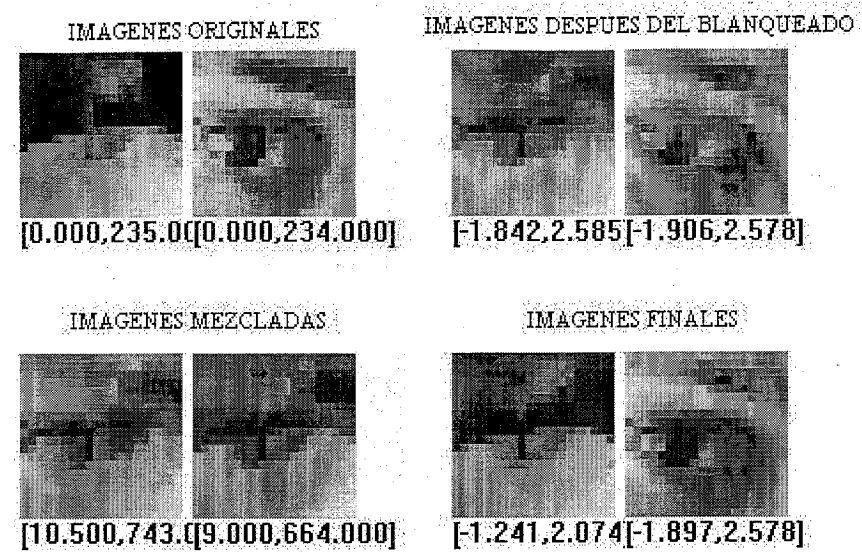 IMAGENES ORIGINALES
[0.000,235.0([0.000,234.000]
IMAGENES DESPUES DEL BLANQUEADO
[-1.842,2.585[-1.906,2.578]
IMAGENES MEZCLADAS
[10.500,743.([9.000,664.000]
IMAGENES FINALES
[-1.241,2.074[-1.897,2.578]